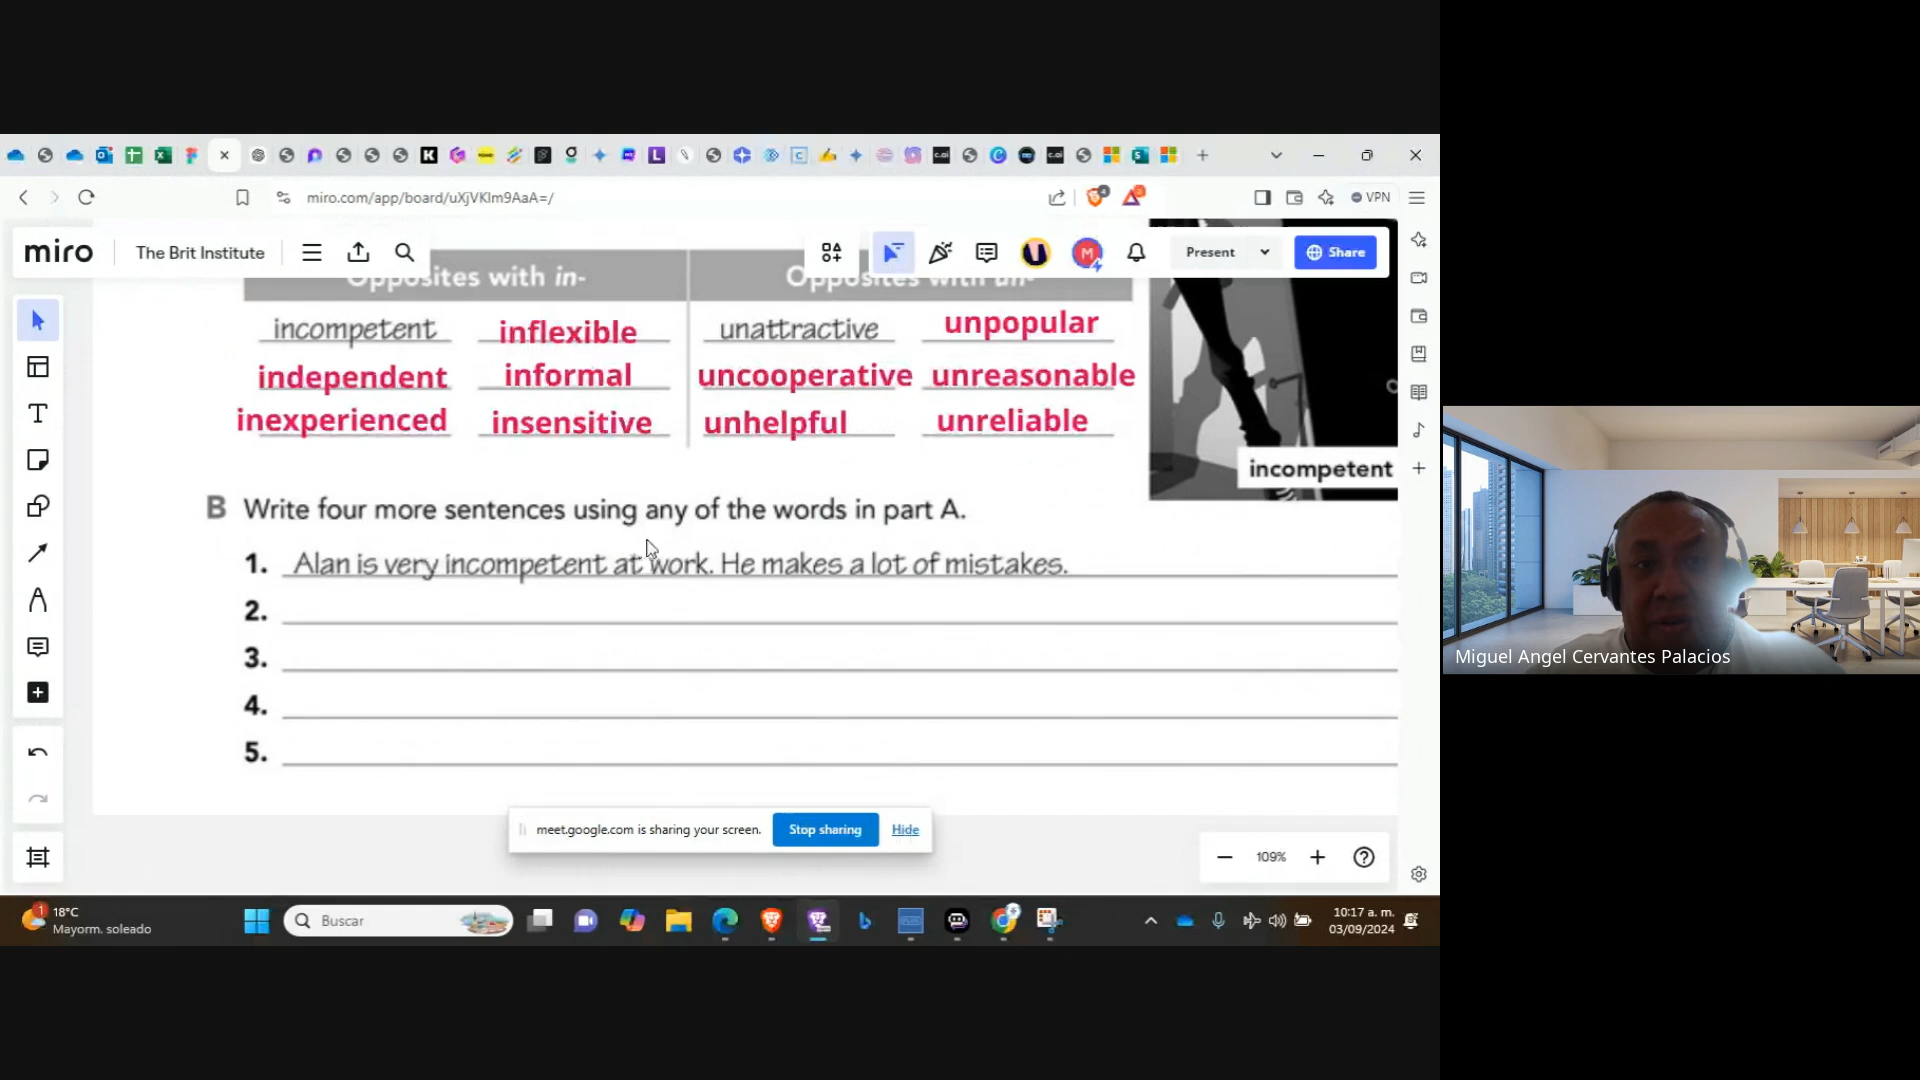 miro.com/app/board/uXjVKlm9AaA=/
VPN
miro The Brit Institute
Present Share
Opposites with in- Opposites with un-
incompetent inflexible unattractive unpopular
independent informal uncooperative unreasonable
inexperienced insensitive unhelpful unreliable
incompetent
B Write four more sentences using any of the words in part A.
1. Alan is very incompetent at work. He makes a lot of mistakes.
2.
3.
4.
5.
Miguel Angel Cervantes Palacios
meet.google.com is sharing your screen. Stop sharing Hide
109%
18°C
Mayorm. soleado
Buscar
10:17 a. m.
03/09/2024